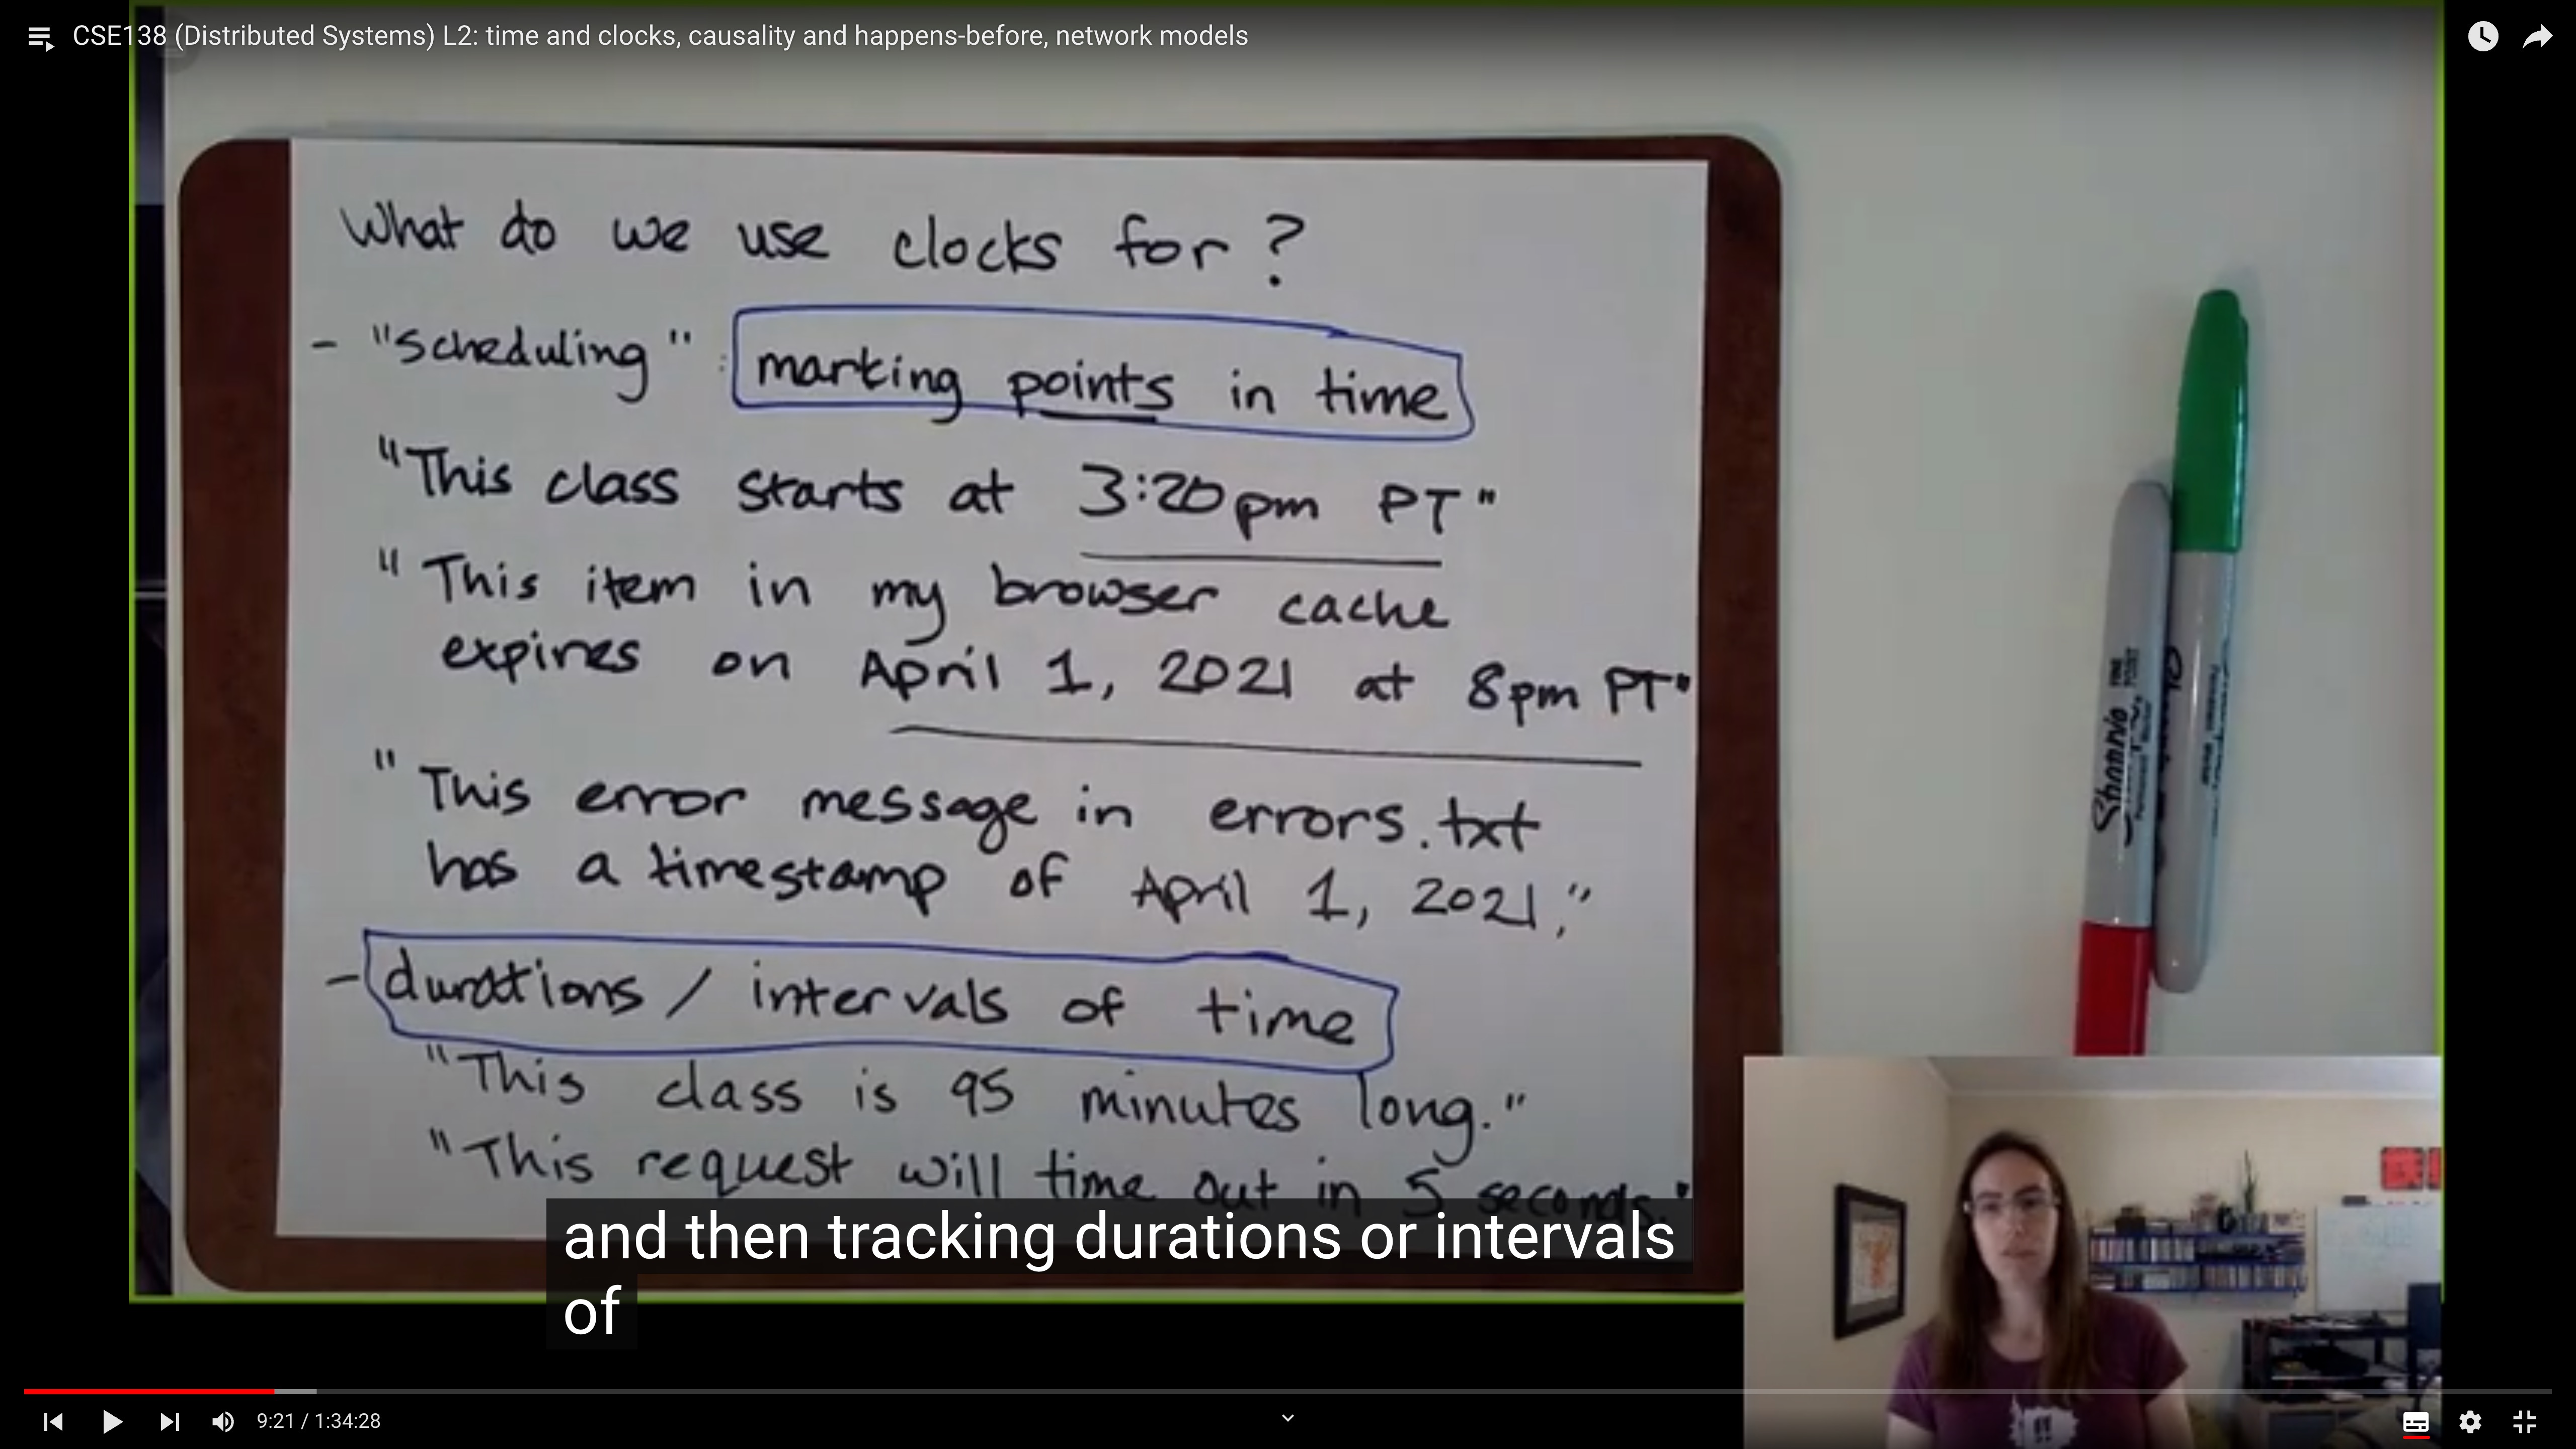 CSE138 (Distributed Systems) L2: time and clocks, causality and happens-before, network models
What do we use clocks for?
- "scheduling" : marking points in time
"This class starts at 3:20pm PT"
"This item in my browser cache
expires on April 1, 2021 at 8pm PT"
"This error message in errors.txt
has a timestamp of April 1, 2021."
- durations / intervals of time
"This class is 95 minutes long."
"This request will time out in 5 seconds."
Sharpie
and then tracking durations or intervals
of
9:21 / 1:34:28